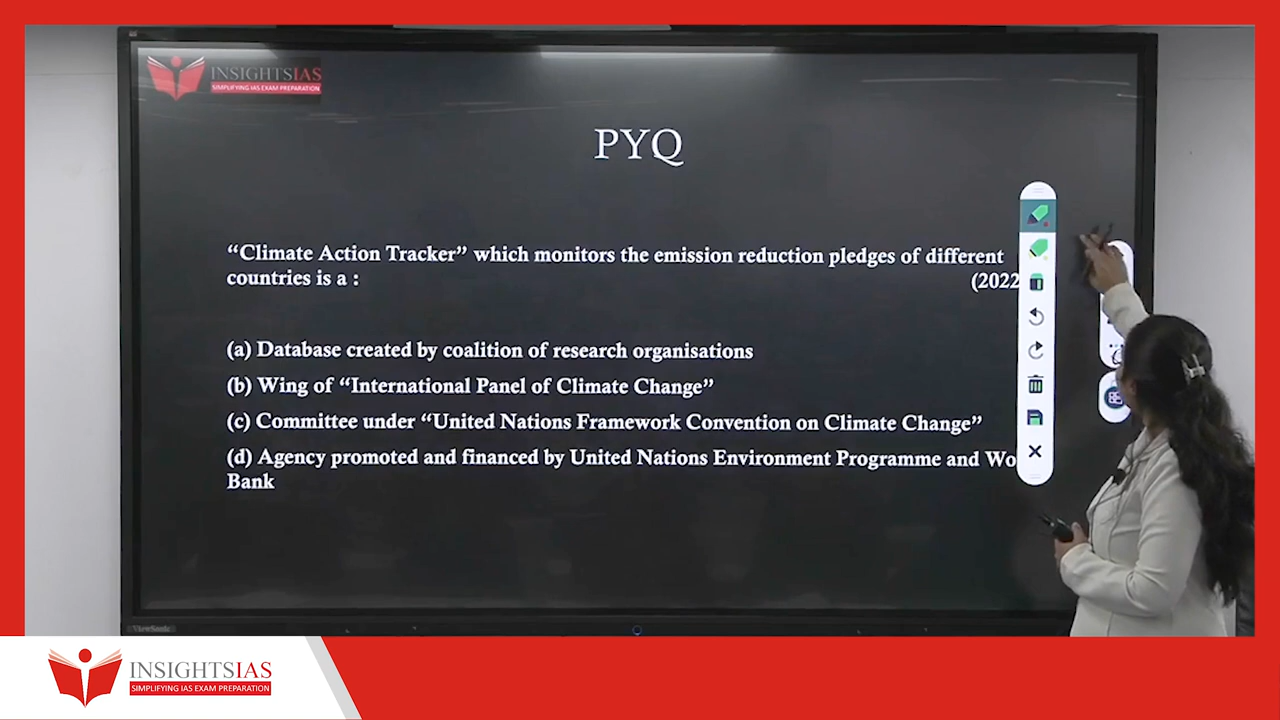 INSIGHTSIAS
SIMPLIFYING IAS EXAM PREPARATION
PYQ
“Climate Action Tracker” which monitors the emission reduction pledges of different
countries is a : (2022
(a) Database created by coalition of research organisations
(b) Wing of “International Panel of Climate Change”
(c) Committee under “United Nations Framework Convention on Climate Change”
(d) Agency promoted and financed by United Nations Environment Programme and Wo
Bank
ViewSonic
INSIGHTSIAS
SIMPLIFYING IAS EXAM PREPARATION